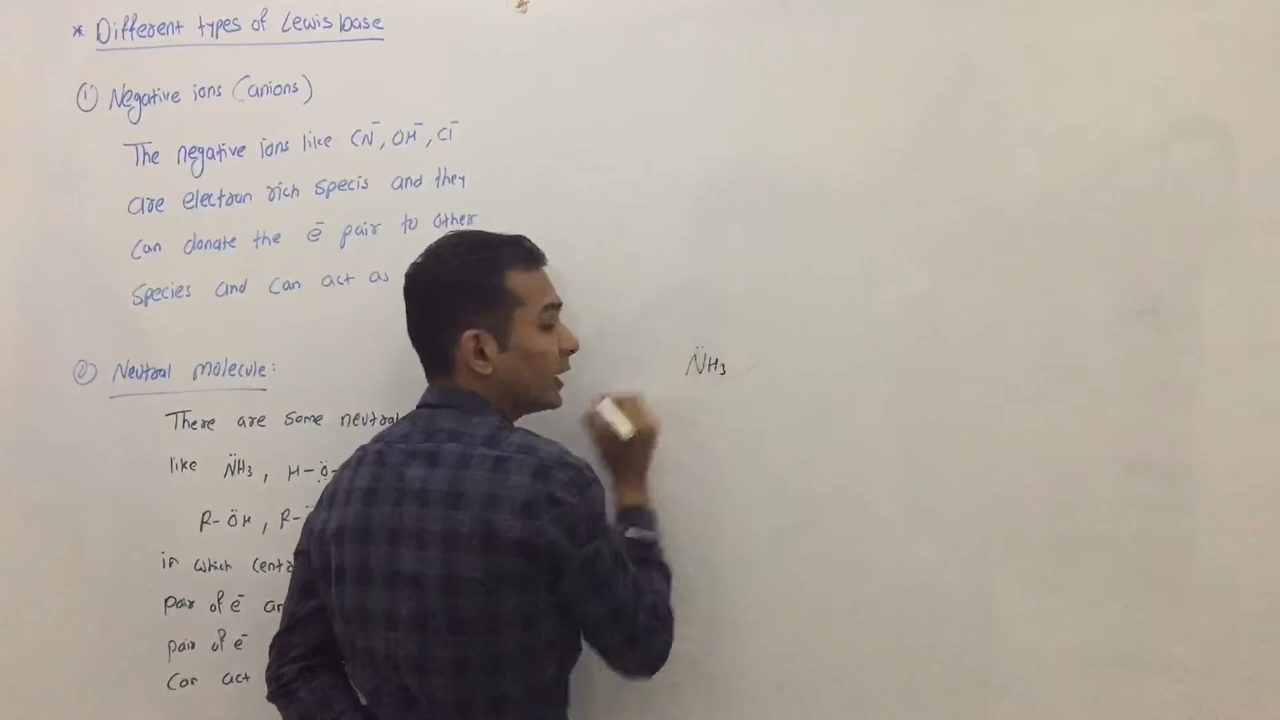 * Different types of Lewis base
① Negative ions (anions)
The negative ions like CN⁻, OH⁻, Cl⁻
are electron rich specis and they
can donate the e⁻ pair to other
species and can act as
② Neutral molecule:
There are some neutral
like N̈H₃, H-Ö-
R-ÖH, R-
in which
pair of e⁻
pair of e⁻
can act
N̈H₃